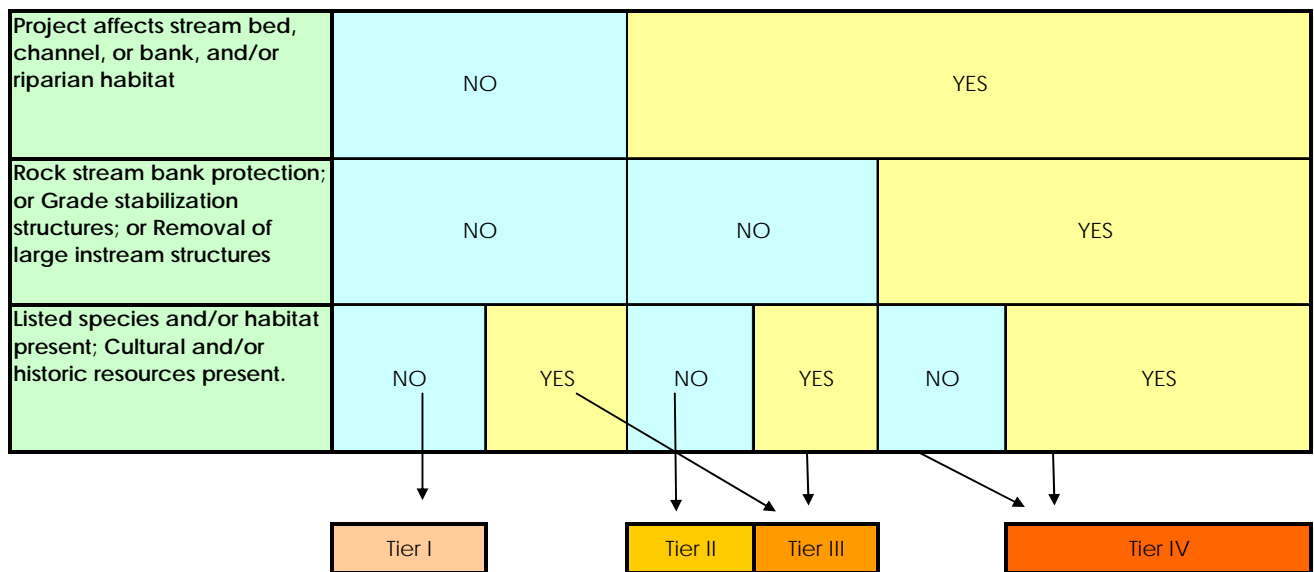 Project affects stream bed,
channel, or bank, and/or
riparian habitat
NO
YES
Rock stream bank protection;
or Grade stabilization
structures; or Removal of
large instream structures
NO
NO
YES
Listed species and/or habitat
present; Cultural and/or
historic resources present.
NO
YES
NO
YES
NO
YES
Tier I
Tier II
Tier III
Tier IV